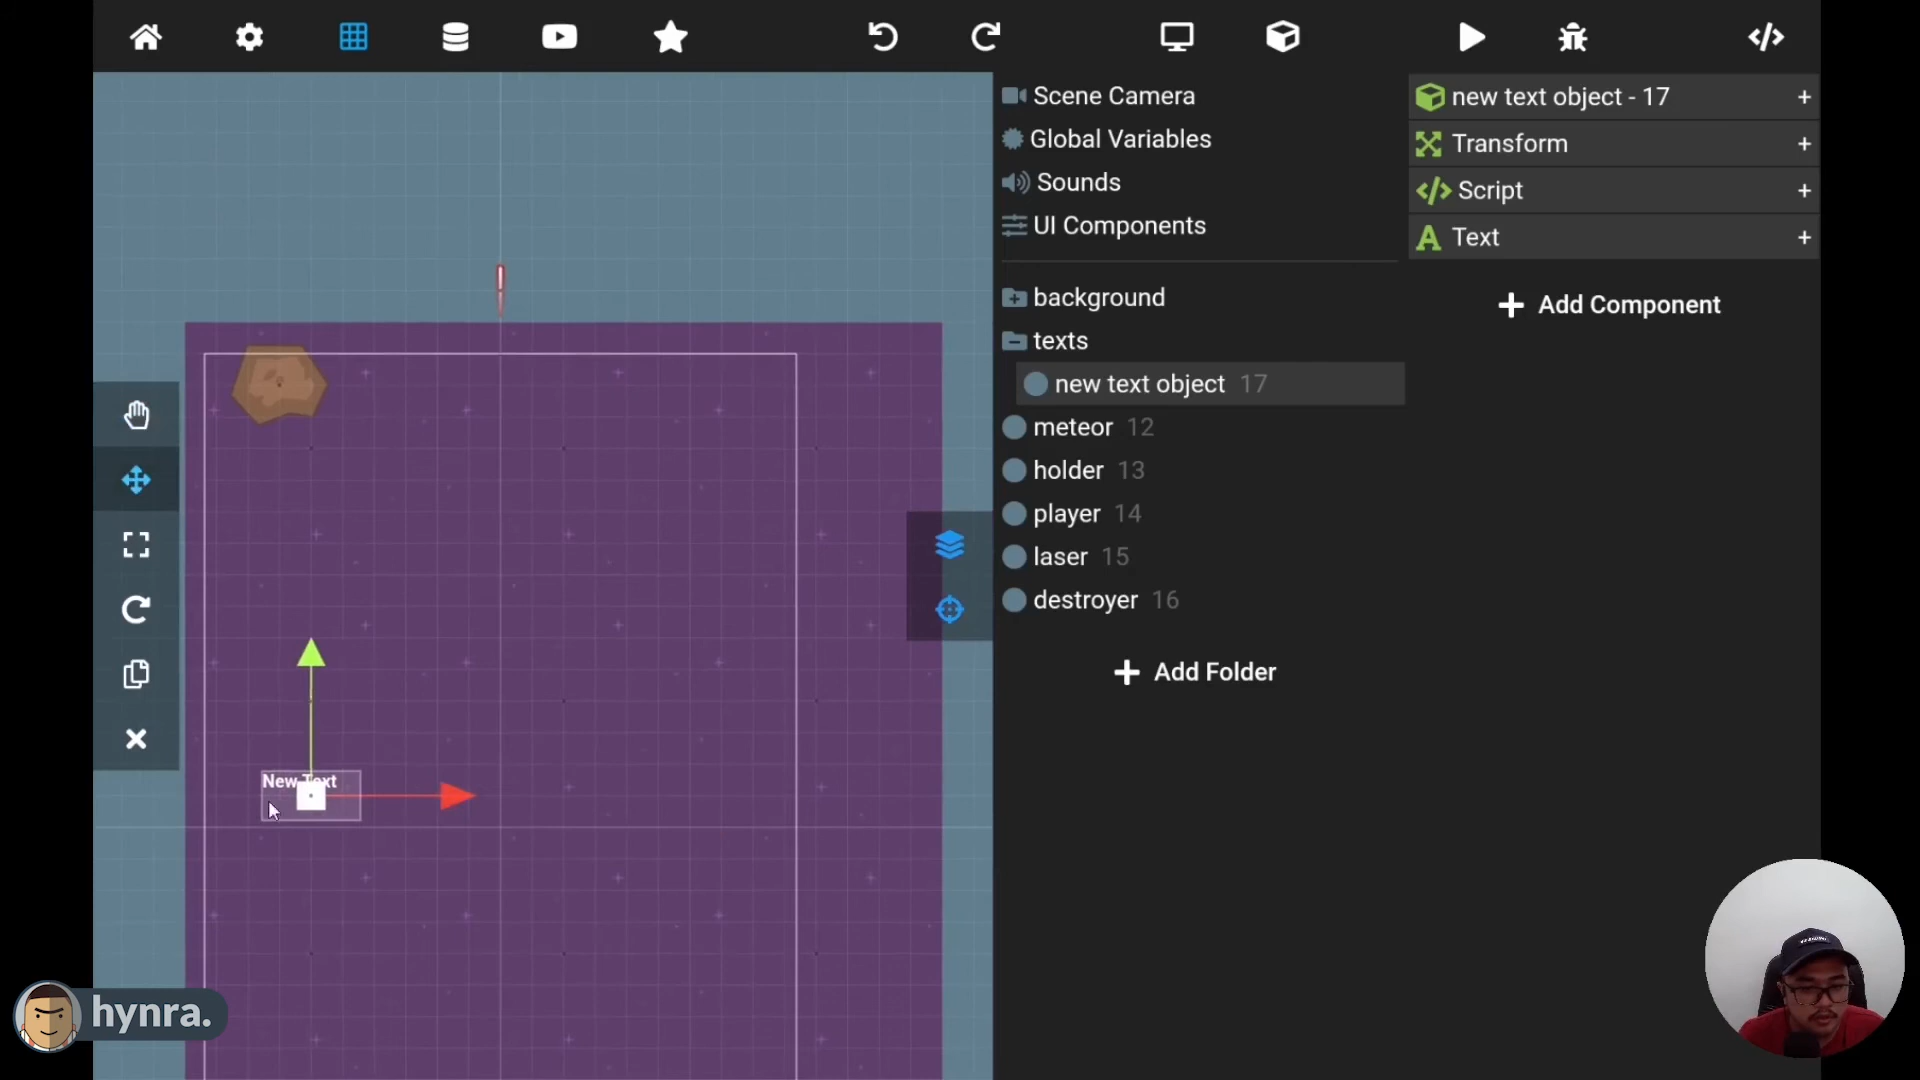 Scene Camera
Global Variables
Sounds
UI Components
background
texts
new text object 17
meteor 12
holder 13
player 14
laser 15
destroyer 16
+ Add Folder
new text object - 17 +
Transform +
Script +
Text +
+ Add Component
New Text
hynra.